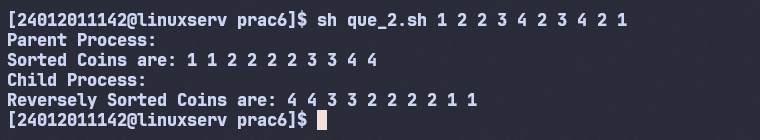 [24012011142@linuxserv prac6]$ sh que_2.sh 1 2 2 3 4 2 3 4 2 1
Parent Process:
Sorted Coins are: 1 1 2 2 2 2 3 3 4 4
Child Process:
Reversely Sorted Coins are: 4 4 3 3 2 2 2 2 1 1
[24012011142@linuxserv prac6]$